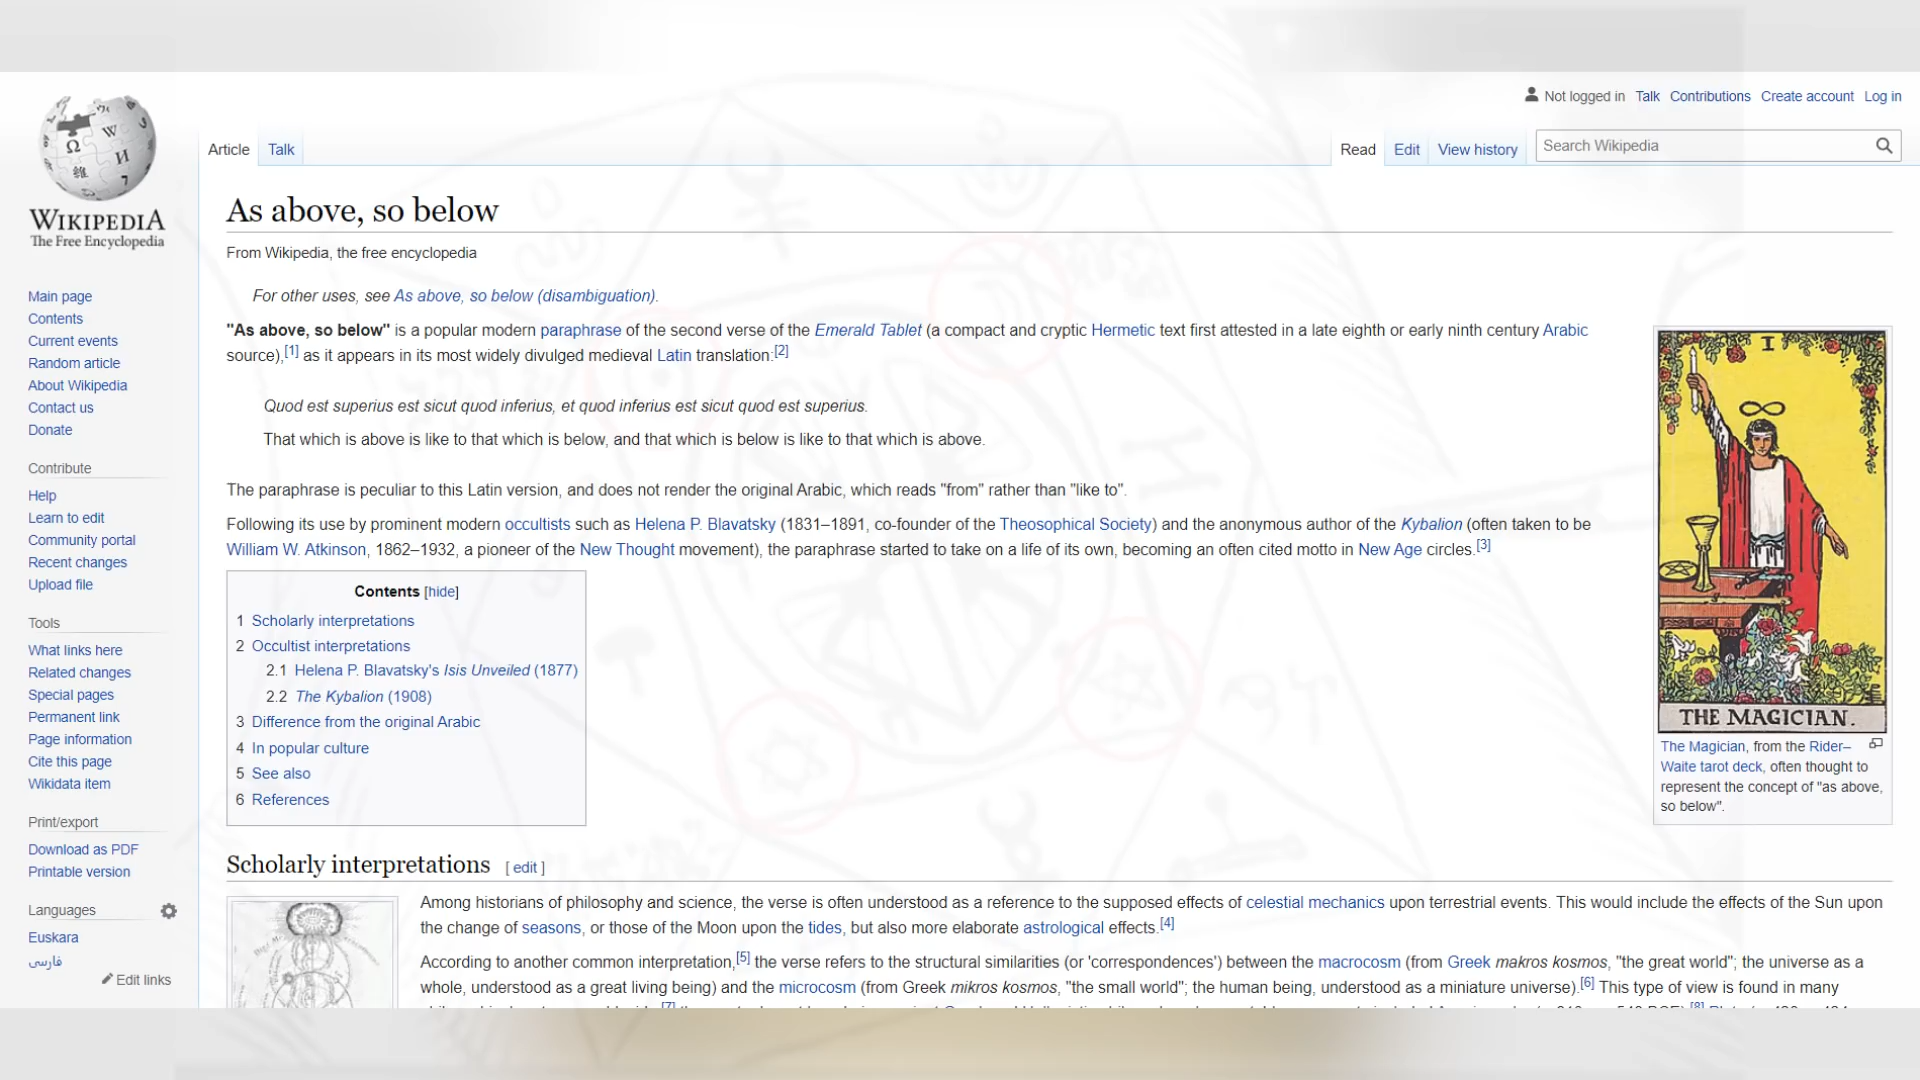 Not logged in Talk Contributions Create account Log in
Article Talk Read Edit View history Search Wikipedia
WIKIPEDIA
The Free Encyclopedia
Main page
Contents
Current events
Random article
About Wikipedia
Contact us
Donate
Contribute
Help
Learn to edit
Community portal
Recent changes
Upload file
Tools
What links here
Related changes
Special pages
Permanent link
Page information
Cite this page
Wikidata item
Print/export
Download as PDF
Printable version
Languages
Euskara
فارسی
Edit links
As above, so below
From Wikipedia, the free encyclopedia
For other uses, see As above, so below (disambiguation).
"As above, so below" is a popular modern paraphrase of the second verse of the Emerald Tablet (a compact and cryptic Hermetic text first attested in a late eighth or early ninth century Arabic
source),[1] as it appears in its most widely divulged medieval Latin translation:[2]
Quod est superius est sicut quod inferius, et quod inferius est sicut quod est superius.
That which is above is like to that which is below, and that which is below is like to that which is above.
The paraphrase is peculiar to this Latin version, and does not render the original Arabic, which reads "from" rather than "like to".
Following its use by prominent modern occultists such as Helena P. Blavatsky (1831–1891, co-founder of the Theosophical Society) and the anonymous author of the Kybalion (often taken to be
William W. Atkinson, 1862–1932, a pioneer of the New Thought movement), the paraphrase started to take on a life of its own, becoming an often cited motto in New Age circles.[3]
I
THE MAGICIAN.
The Magician, from the Rider–
Waite tarot deck, often thought to
represent the concept of "as above,
so below".
Contents [hide]
1 Scholarly interpretations
2 Occultist interpretations
2.1 Helena P. Blavatsky's Isis Unveiled (1877)
2.2 The Kybalion (1908)
3 Difference from the original Arabic
4 In popular culture
5 See also
6 References
Scholarly interpretations [ edit ]
Among historians of philosophy and science, the verse is often understood as a reference to the supposed effects of celestial mechanics upon terrestrial events. This would include the effects of the Sun upon
the change of seasons, or those of the Moon upon the tides, but also more elaborate astrological effects.[4]
According to another common interpretation,[5] the verse refers to the structural similarities (or 'correspondences') between the macrocosm (from Greek makros kosmos, "the great world"; the universe as a
whole, understood as a great living being) and the microcosm (from Greek mikros kosmos, "the small world"; the human being, understood as a miniature universe).[6] This type of view is found in many